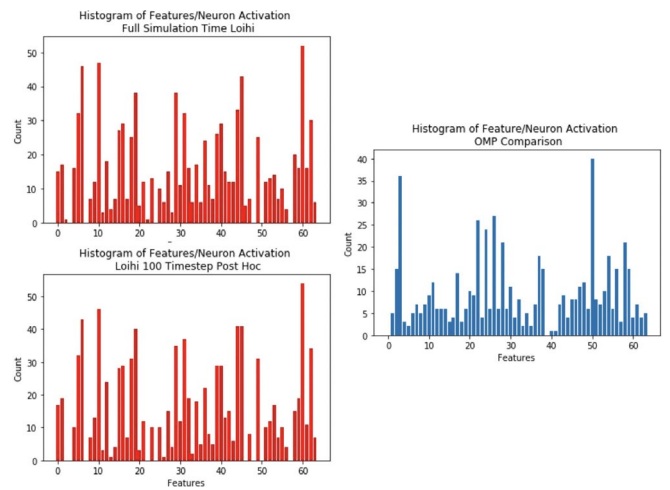 Histogram of Features/Neuron Activation
Full Simulation Time Loihi
50
40
30
20
10
0
Count
0 10 20 30 40 50 60
Histogram of Features/Neuron Activation
Loihi 100 Timestep Post Hoc
50
40
30
20
10
0
Count
0 10 20 30 40 50 60
Features
Histogram of Feature/Neuron Activation
OMP Comparison
40
35
30
25
20
15
10
5
0
Count
0 10 20 30 40 50 60
Features